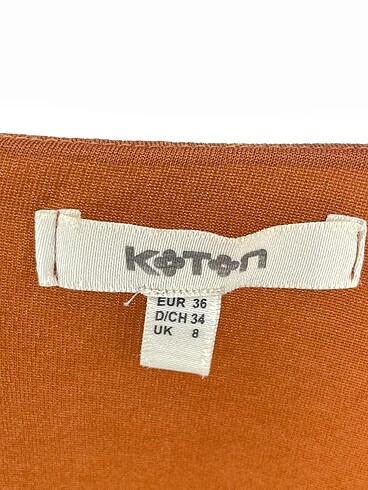 KOTON
EUR 36
D/CH 34
UK 8